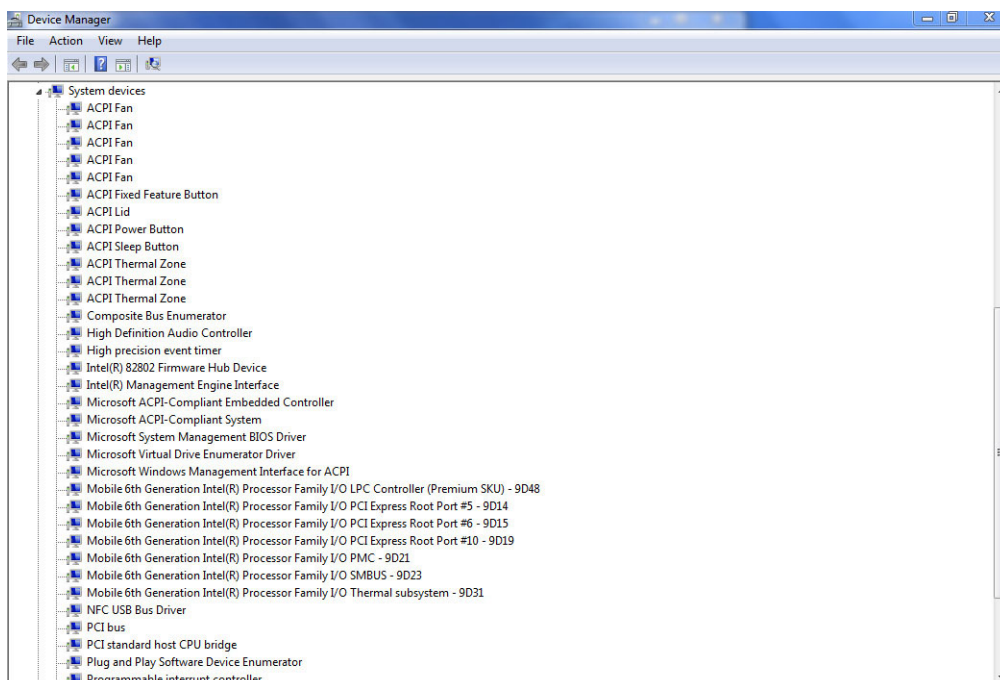 Device Manager
File Action View Help
System devices
ACPI Fan
ACPI Fan
ACPI Fan
ACPI Fan
ACPI Fan
ACPI Fixed Feature Button
ACPI Lid
ACPI Power Button
ACPI Sleep Button
ACPI Thermal Zone
ACPI Thermal Zone
ACPI Thermal Zone
Composite Bus Enumerator
High Definition Audio Controller
High precision event timer
Intel(R) 82802 Firmware Hub Device
Intel(R) Management Engine Interface
Microsoft ACPI-Compliant Embedded Controller
Microsoft ACPI-Compliant System
Microsoft System Management BIOS Driver
Microsoft Virtual Drive Enumerator Driver
Microsoft Windows Management Interface for ACPI
Mobile 6th Generation Intel(R) Processor Family I/O LPC Controller (Premium SKU) - 9D48
Mobile 6th Generation Intel(R) Processor Family I/O PCI Express Root Port #5 - 9D14
Mobile 6th Generation Intel(R) Processor Family I/O PCI Express Root Port #6 - 9D15
Mobile 6th Generation Intel(R) Processor Family I/O PCI Express Root Port #10 - 9D19
Mobile 6th Generation Intel(R) Processor Family I/O PMC - 9D21
Mobile 6th Generation Intel(R) Processor Family I/O SMBUS - 9D23
Mobile 6th Generation Intel(R) Processor Family I/O Thermal subsystem - 9D31
NFC USB Bus Driver
PCI bus
PCI standard host CPU bridge
Plug and Play Software Device Enumerator
Programmable interrupt controller